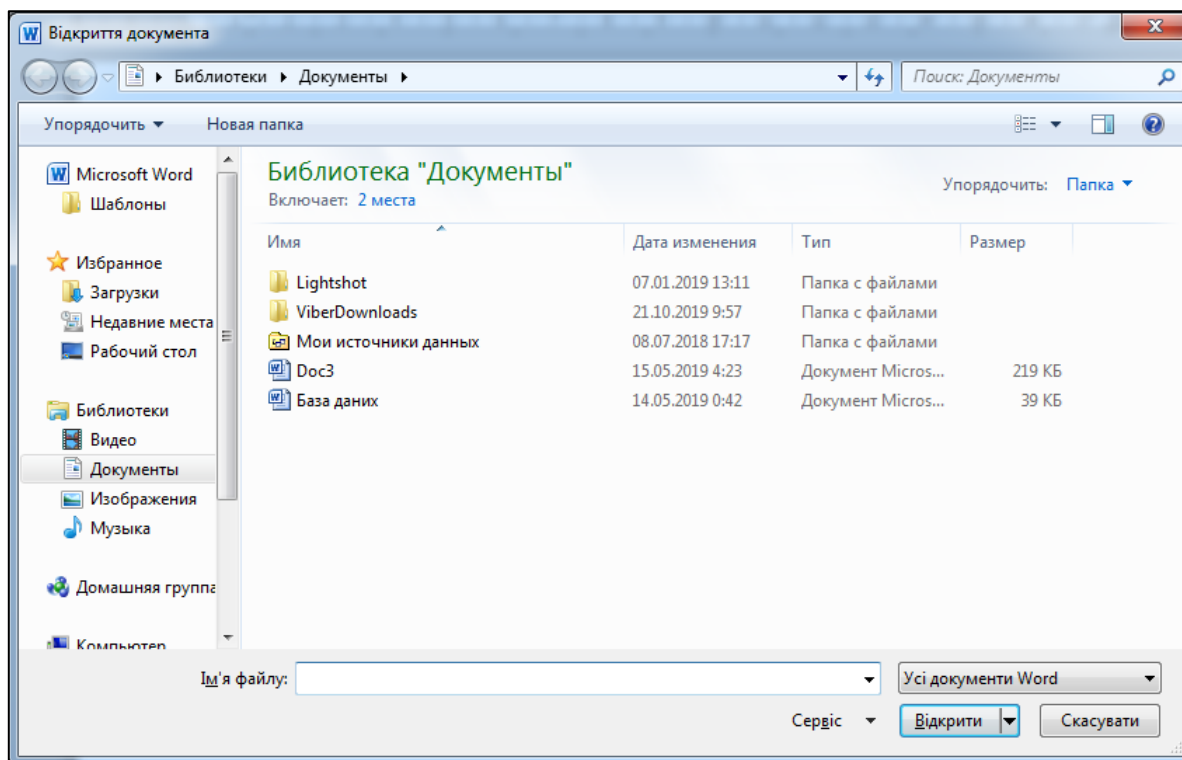 Відкриття документа
Библиотеки Документы
Поиск: Документы
Упорядочить Новая папка
Microsoft Word
Шаблоны
Избранное
Загрузки
Недавние места
Рабочий стол
Библиотеки
Видео
Документы
Изображения
Музыка
Домашняя группа
Компьютер
Библиотека "Документы"
Включает: 2 места
Упорядочить: Папка
Имя Дата изменения Тип Размер
Lightshot 07.01.2019 13:11 Папка с файлами
ViberDownloads 21.10.2019 9:57 Папка с файлами
Мои источники данных 08.07.2018 17:17 Папка с файлами
Doc3 15.05.2019 4:23 Документ Micros... 219 КБ
База даних 14.05.2019 0:42 Документ Micros... 39 КБ
Ім'я файлу: Усі документи Word
Сервіс Відкрити Скасувати